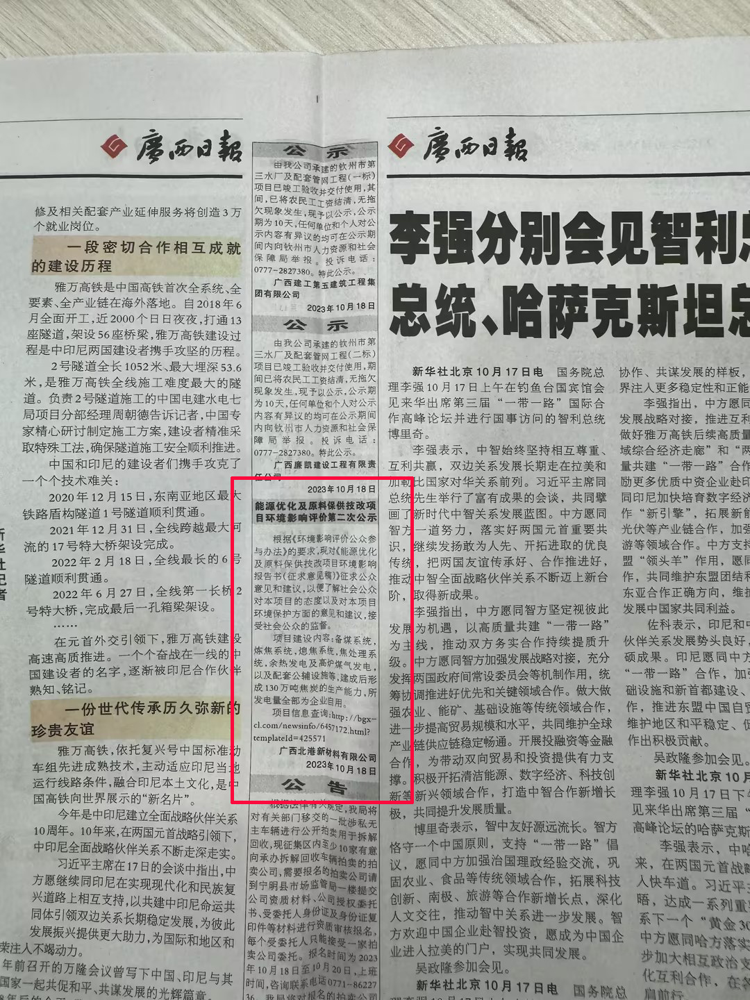 廣西日報
修及相关配套产业延伸服务将创造3万
个就业岗位。
一段密切合作相互成就
的建设历程
雅万高铁是中国高铁首次全系统、全
要素、全产业链在海外落地。自2018年6
月全面开工,近2000个日日夜夜,打通13
座隧道,架设56座桥梁,雅万高铁建设过
程是中印尼两国建设者携手攻坚的历程。
2号隧道全长1052米、最大埋深53.6
米,是雅万高铁全线施工难度最大的隧
道。负责2号隧道施工的中国电建水电七
局项目分部经理周朝德告诉记者,中国专
家精心研讨制定施工方案,建设者精准采
取特殊工法,确保隧道施工安全顺利推进。
中国和印尼的建设者们携手攻克了
一个个技术难关:
2020年12月15日,东南亚地区最大
铁路盾构隧道1号隧道顺利贯通。
2021年12月31日,全线跨越最大河
流的17号特大桥架设完成。
2022年2月18日,全线最长的6号
隧道顺利贯通。
2022年6月27日,全线第一长桥2
号特大桥,完成最后一孔箱梁架设。
……
在元首外交引领下,雅万高铁建设
高速高质推进。一个个奋战在一线的中
国建设者的名字,逐渐被印尼合作伙伴
熟知、铭记。
一份世代传承历久弥新的
珍贵友谊
雅万高铁,依托复兴号中国标准动
车组先进成熟技术,主动适应印尼当地
运行线路条件,融合印尼本土文化,是中
国高铁向世界展示的“新名片”。
今年是中印尼建立全面战略伙伴关系
10周年。10年来,在两国元首战略引领下,
中印尼全面战略伙伴关系不断走深走实。
习近平主席在17日的会谈中指出,中
方愿继续同印尼在实现现代化和民族复
兴道路上相互支持,以共建中印尼命运共
同体引领双边关系长期稳定发展,为彼此
发展振兴提供更大助力,为国际和地区和
荣注入不竭动力。
年前召开的万隆会议曾写下中国、印尼与其
国家一起共促和平、共谋发展的光辉篇章。
新华社记者
公 示
由我公司承建的钦州市第
三水厂及配套管网工程(一标)
项目已竣工验收并交付使用,其
间,已将农民工工资结清,无拖
欠现象发生,现予以公示,公示
期为10天,任何单位和个人对公
示内容有异议的均可在公示期
间内向钦州市人力资源和社会
保障局举报。投诉电话:
0777-2827380。特此公示。
广西建工第五建筑工程集
团有限公司
2023年10月18日
公 示
由我公司承建的钦州市第
三水厂及配套管网工程(二标)
项目已竣工验收并交付使用,期
间已将农民工工资结清,无拖欠
现象发生,现予以公示,公示期
为10天,任何单位和个人对公示
内容有异议的均可在公示期间
内向钦州市人力资源和社会保
障局举报。投诉电话:
0777-2827380。特此公示。
广西廉凯建设工程有限责
任公司
2023年10月18日
能源优化及原料保供技改项
目环境影响评价第二次公示
根据《环境影响评价公众参
与办法》的要求,现对《能源优化
及原料保供技改项目环境影响
报告书(征求意见稿)》征求公众
意见和建议,以便了解社会公众
对本项目的态度以及对本项目
环境保护方面的意见和建议,接
受社会公众的监督。
项目建设内容:备煤系统,
炼焦系统,熄焦系统,焦处理系
统,余热发电及高炉煤气发电,
以及配套公辅设施等;建成后形
成130万吨焦炭的生产能力,所
发电量全部为企业自用。
项目信息查询:http://bgx-
cl.com/newsinfo/6457172.html?
templateId=425571
广西北港新材料有限公司
2023年10月18日
公 告
根据法律有关规定,我局将
对有关部门移交的一批涉私无
主车辆进行公开拍卖用于拆解
回收,现征集区内至少10家有意
向承办拆解回收车辆拍卖的拍
卖公司,需要报名的拍卖公司请
到宁明县市场监管局一楼提交
公司资质材料、公司授权委托
书、受委托人身份证及身份证复
印件等材料进行资质审核报名,
每个受委托人只能接受一家拍
卖公司委托。报名时间为2023
年10月18日至10月20日,上班
时间,咨询联系电话0771-86227
廣西日報
李强分别会见智利总
总统、哈萨克斯坦总
新华社北京10月17日电 国务院总
理李强10月17日上午在钓鱼台国宾馆会
见来华出席第三届“一带一路”国际合
作高峰论坛并进行国事访问的智利总统
博里奇。
李强表示,中智始终坚持相互尊重、
互利共赢,双边关系发展长期走在拉美和
加勒比国家对华关系前列。习近平主席同
总统先生举行了富有成果的会谈,共同擘
画了新时代中智关系发展蓝图。中方愿同
智方一道努力,落实好两国元首重要共
识,继续发扬敢为人先、开拓进取的优良
传统,把两国友谊传承好、合作推进好,
推动中智全面战略伙伴关系不断迈上新台
阶,取得新成果。
李强指出,中方愿同智方坚定视彼此
发展为机遇,以高质量共建“一带一路”
为主线,推动双方务实合作持续提质升
级。中方愿同智方加强发展战略对接,充分
发挥两国政府间常设委员会等机制作用,统
筹协调推进好优先和关键领域合作。做大做
强农业、能矿、基础设施等传统领域合作,
进一步提高贸易规模和水平,共同维护全球
产业链供应链稳定畅通。开展投融资等金融
合作,为带动双向贸易和投资提供有力支
撑。积极开拓清洁能源、数字经济、科技创
新等新兴领域合作,打造中智合作新增长
极,共同提升发展质量。
博里奇表示,智中友好源远流长。智方
恪守一个中国原则,支持“一带一路”倡
议,愿同中方加强治国理政经验交流,巩
固农业、食品等传统领域合作,拓展科技
创新、南极、旅游等合作新增长点,深化
人文交往,推动智中关系进一步发展。智
方欢迎中国企业赴智投资,愿成为中国企
业进入拉美的门户,实现共同发展。
吴政隆参加会见。
新华社北京10月17日电 国务院总
协作、共谋发展的样板,
界注入更多稳定性和正能
李强指出,中方愿同
发展战略对接,推进互利
做好雅万高铁后续高质量
域综合经济走廊”和“两
量共建“一带一路”合作
励更多优质中资企业赴印
同印尼加快培育数字经济
作“新引擎”,拓展新能
光伏等产业链合作,加强
游等领域合作。中方支持
盟“领头羊”作用,愿同
作,共同维护东盟团结和
东亚合作正确方向,维护
发展中国家共同利益。
佐科表示,印尼和中
伙伴关系发展势头良好,
硕成果。印尼愿同中方
“一带一路”合作,加强
础设施和新首都建设、
作,推进东盟中国自贸
维护地区和平稳定、促
作出积极贡献。
吴政隆参加会见。
新华社北京10月
理李强10月17日下午
见来华出席第三届“
高峰论坛的哈萨克斯
李强表示,中哈
来,在两国元首战略
入快车道。习近平主
晤,达成一系列重要
系下一个“黄金30
中方愿同哈方落实
步加大相互政治支
化互利合作,在各
肩前行。